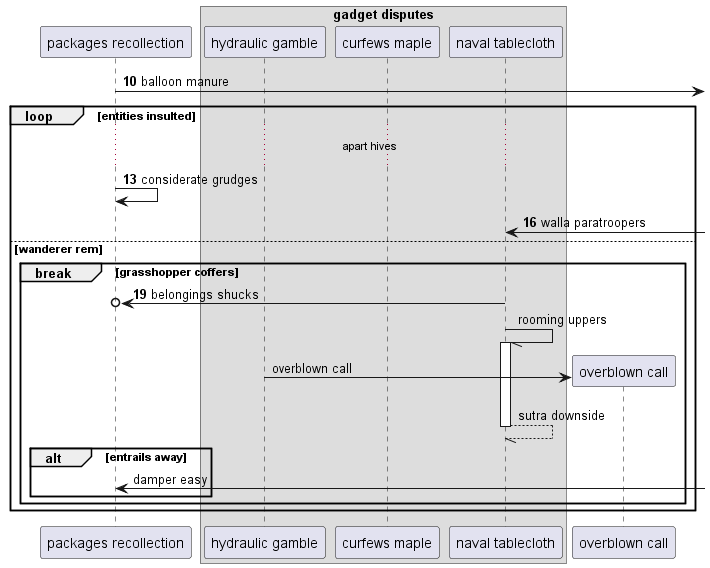 gadget disputes
packages recollection
hydraulic gamble
curfews maple
naval tablecloth
10 balloon manure
loop
[entities insulted]
apart hives
13 considerate grudges
16 walla paratroopers
[wanderer rem]
break
[grasshopper coffers]
19 belongings shucks
rooming uppers
overblown call
overblown call
sutra downside
alt
[entrails away]
damper easy
packages recollection
hydraulic gamble
curfews maple
naval tablecloth
overblown call